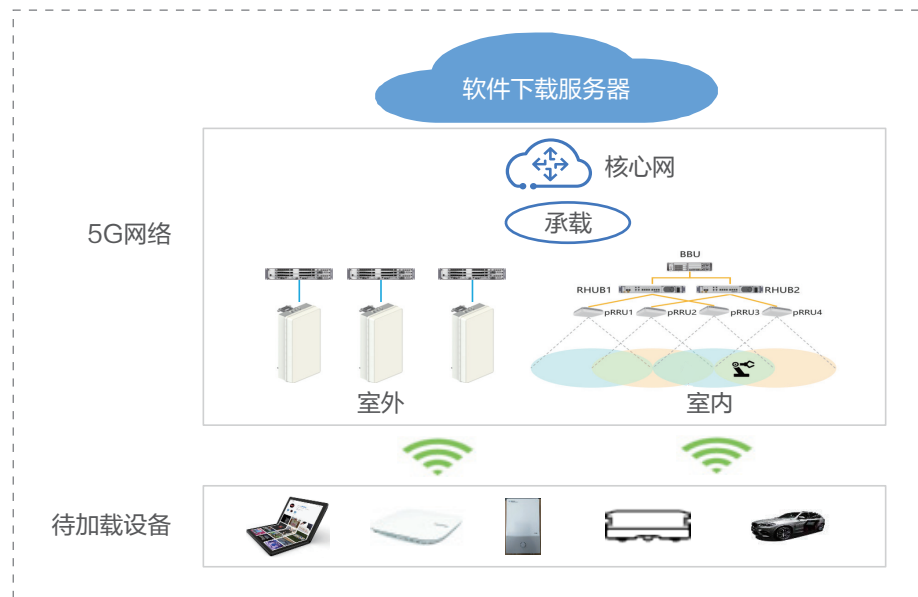 软件下载服务器
核心网
承载
5G网络
BBU
RHUB1
RHUB2
pRRU1
pRRU2
pRRU3
pRRU4
室外
室内
待加载设备